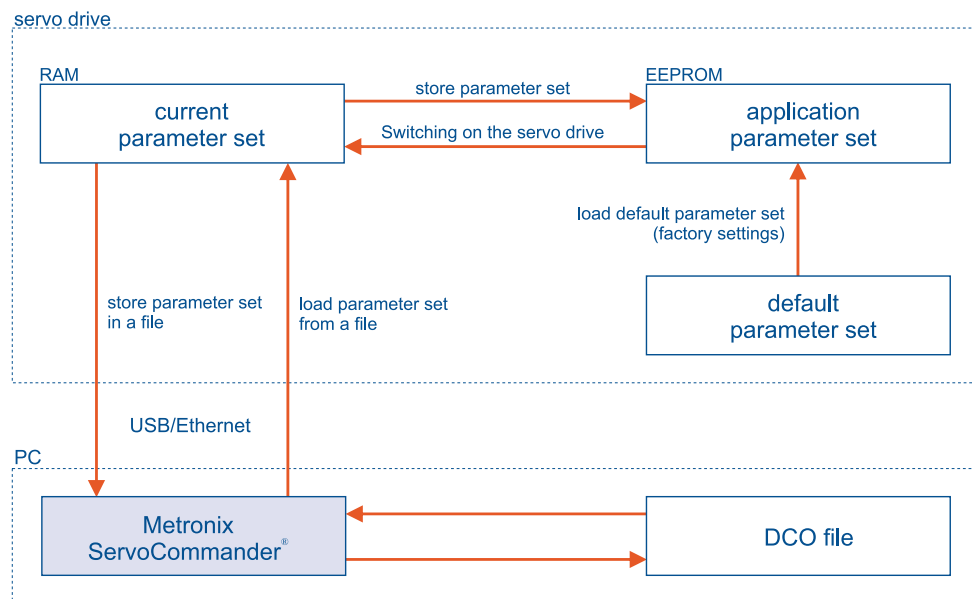 servo drive
RAM
EEPROM
current
parameter set
store parameter set
Switching on the servo drive
application
parameter set
load default parameter set
(factory settings)
default
parameter set
store parameter set
in a file
load parameter set
from a file
USB/Ethernet
PC
Metronix
ServoCommander®
DCO file